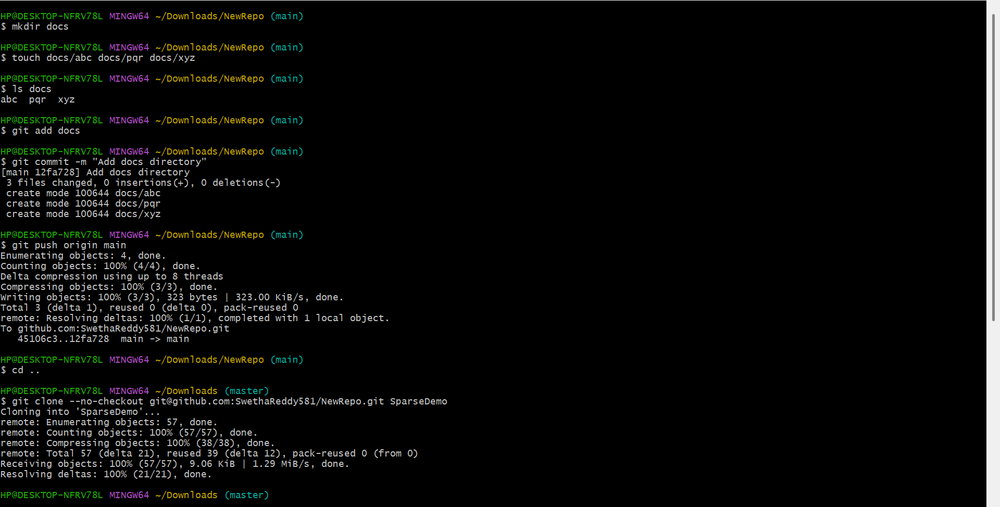 HP@DESKTOP-NFRV78L MINGW64 ~/Downloads/NewRepo (main)
$ mkdir docs
HP@DESKTOP-NFRV78L MINGW64 ~/Downloads/NewRepo (main)
$ touch docs/abc docs/pqr docs/xyz
HP@DESKTOP-NFRV78L MINGW64 ~/Downloads/NewRepo (main)
$ ls docs
abc  pqr  xyz
HP@DESKTOP-NFRV78L MINGW64 ~/Downloads/NewRepo (main)
$ git add docs
HP@DESKTOP-NFRV78L MINGW64 ~/Downloads/NewRepo (main)
$ git commit -m "Add docs directory"
[main 12fa728] Add docs directory
 3 files changed, 0 insertions(+), 0 deletions(-)
 create mode 100644 docs/abc
 create mode 100644 docs/pqr
 create mode 100644 docs/xyz
HP@DESKTOP-NFRV78L MINGW64 ~/Downloads/NewRepo (main)
$ git push origin main
Enumerating objects: 4, done.
Counting objects: 100% (4/4), done.
Delta compression using up to 8 threads
Compressing objects: 100% (3/3), done.
Writing objects: 100% (3/3), 323 bytes | 323.00 KiB/s, done.
Total 3 (delta 1), reused 0 (delta 0), pack-reused 0
remote: Resolving deltas: 100% (1/1), completed with 1 local object.
To github.com:SwethaReddy581/NewRepo.git
   45106c3..12fa728  main -> main
HP@DESKTOP-NFRV78L MINGW64 ~/Downloads/NewRepo (main)
$ cd ..
HP@DESKTOP-NFRV78L MINGW64 ~/Downloads (master)
$ git clone --no-checkout git@github.com:SwethaReddy581/NewRepo.git SparseDemo
Cloning into 'SparseDemo'...
remote: Enumerating objects: 57, done.
remote: Counting objects: 100% (57/57), done.
remote: Compressing objects: 100% (38/38), done.
remote: Total 57 (delta 21), reused 39 (delta 12), pack-reused 0 (from 0)
Receiving objects: 100% (57/57), 9.06 KiB | 1.29 MiB/s, done.
Resolving deltas: 100% (21/21), done.
HP@DESKTOP-NFRV78L MINGW64 ~/Downloads (master)